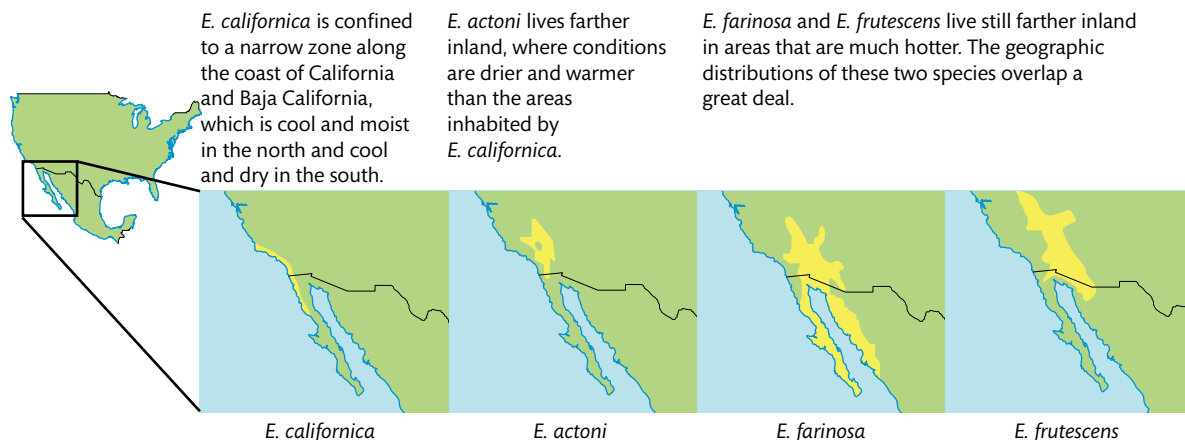 E. californica is confined
to a narrow zone along
the coast of California
and Baja California,
which is cool and moist
in the north and cool
and dry in the south.
E. actoni lives farther
inland, where conditions
are drier and warmer
than the areas
inhabited by
E. californica.
E. farinosa and E. frutescens live still farther inland
in areas that are much hotter. The geographic
distributions of these two species overlap a
great deal.
E. californica
E. actoni
E. farinosa
E. frutescens